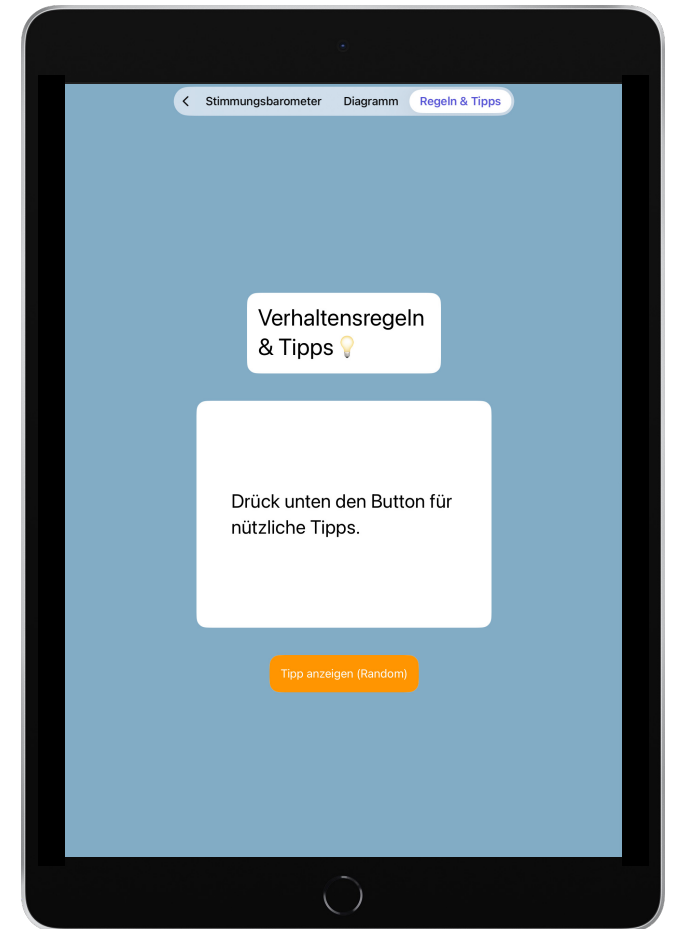 Stimmungsbarometer Diagramm Regeln & Tipps
Verhaltensregeln
& Tipps 💡
Drück unten den Button für
nützliche Tipps.
Tipp anzeigen (Random)